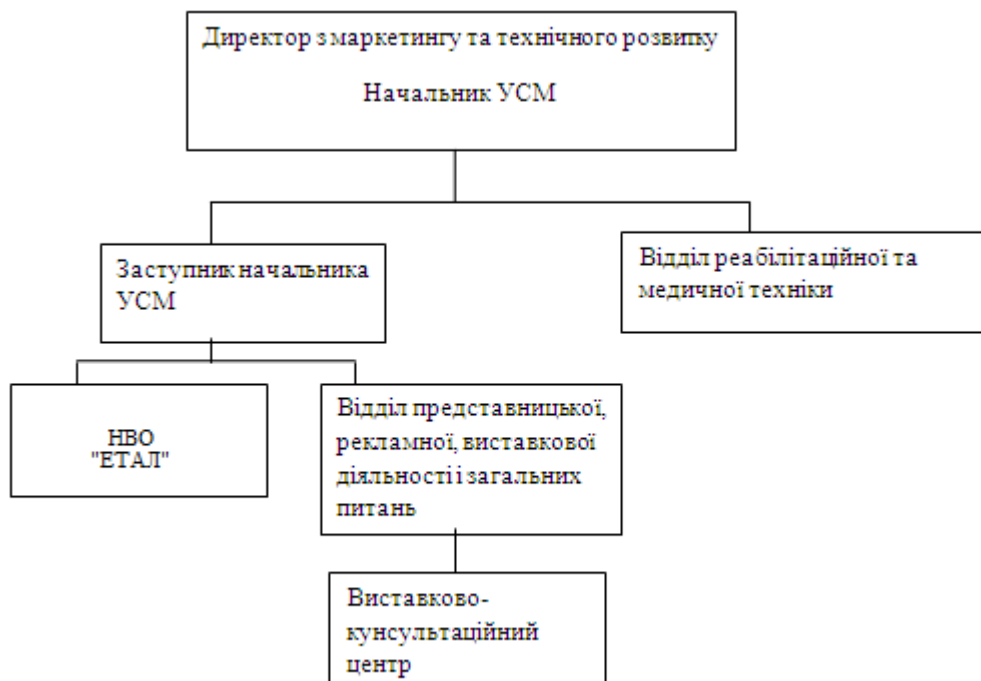 Директор з маркетингу та технічного розвитку
Начальник УСМ
Заступник начальника
УСМ
Відділ реабілітаційної та
медичної техніки
НВО
"ЕТАЛ"
Відділ представницької,
рекламної, виставкової
діяльності і загальних
питань
Виставково-
кунсультаційний
центр